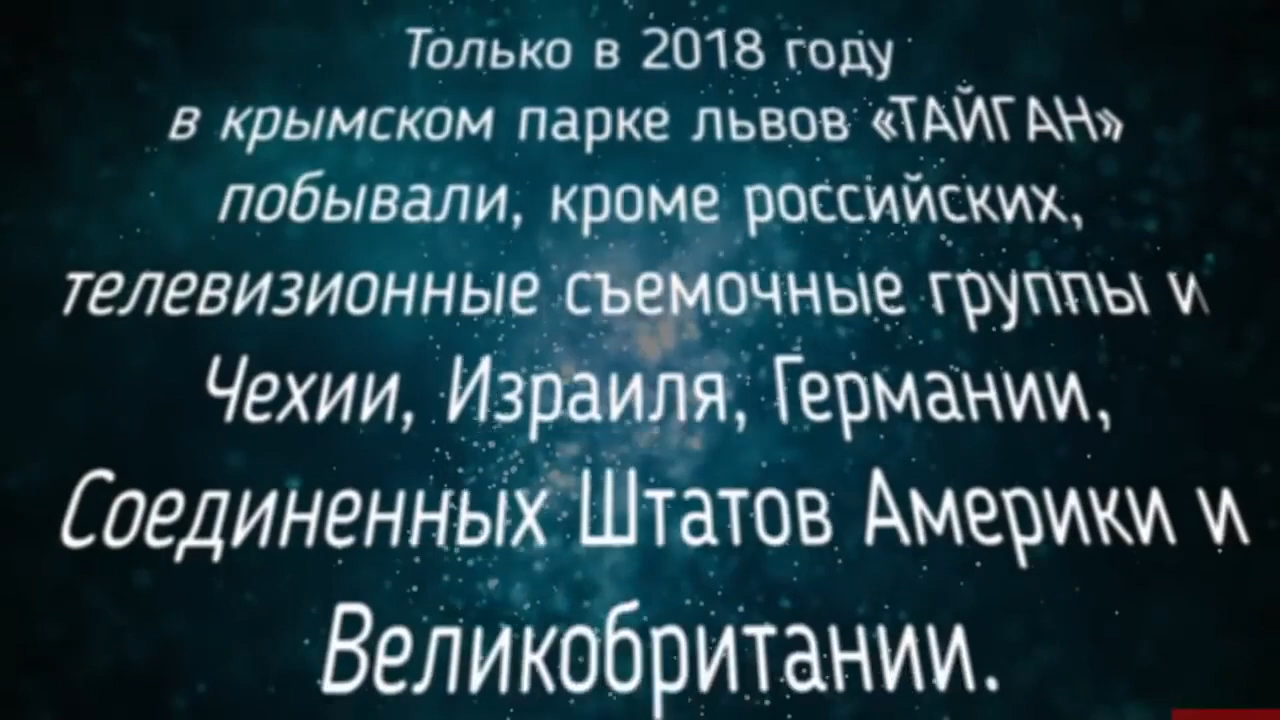 Только в 2018 году
в крымском парке львов «ТАЙГАН»
побывали, кроме российских,
телевизионные съемочные группы и
Чехии, Израиля, Германии,
Соединенных Штатов Америки и
Великобритании.